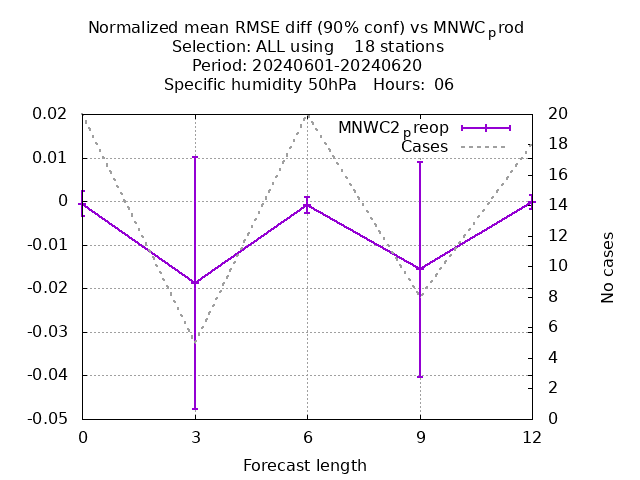 Normalized mean RMSE diff (90% conf) vs MNWCprod
Selection: ALL using    18 stations
Period: 20240601-20240620
Specific humidity 50hPa   Hours:  06
MNWC2preop
Cases
0.02
0.01
0
-0.01
-0.02
-0.03
-0.04
-0.05
20
18
16
14
12
10
8
6
4
2
0
No cases
0 3 6 9 12
Forecast length